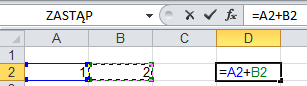 ZASTĄP fx =A2+B2
A B C D
1
2 1 2 =A2+B2